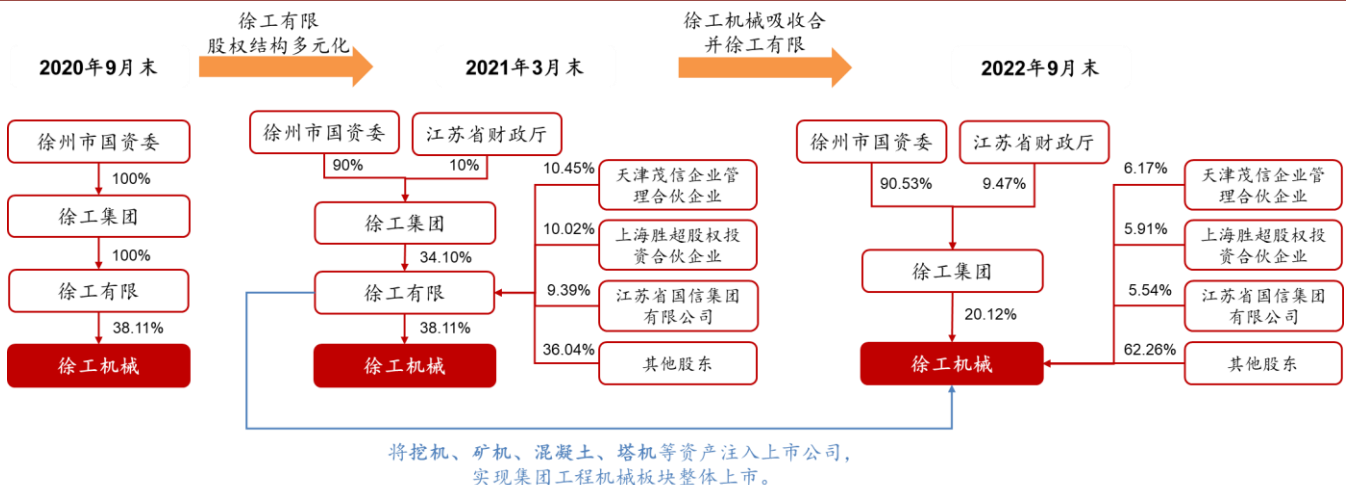 徐工有限
股权结构多元化
徐工机械吸收合
并徐工有限
2020年9月末
2021年3月末
2022年9月末
徐州市国资委
100%
徐工集团
100%
徐工有限
38.11%
徐工机械
徐州市国资委
江苏省财政厅
90%
10%
徐工集团
34.10%
徐工有限
38.11%
徐工机械
10.45%
天津茂信企业管
理合伙企业
10.02%
上海胜超股权投
资合伙企业
9.39%
江苏省国信集团
有限公司
36.04%
其他股东
徐州市国资委
江苏省财政厅
90.53%
9.47%
徐工集团
20.12%
徐工机械
6.17%
天津茂信企业管
理合伙企业
5.91%
上海胜超股权投
资合伙企业
5.54%
江苏省国信集团
有限公司
62.26%
其他股东
将挖机、矿机、混凝土、塔机等资产注入上市公司，
实现集团工程机械板块整体上市。